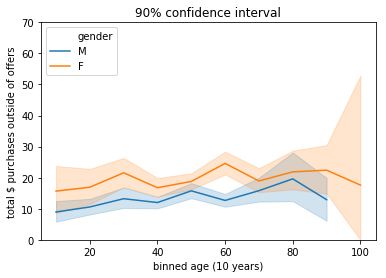 90% confidence interval
gender
M
F
total $ purchases outside of offers
70
60
50
40
30
20
10
0
20 40 60 80 100
binned age (10 years)